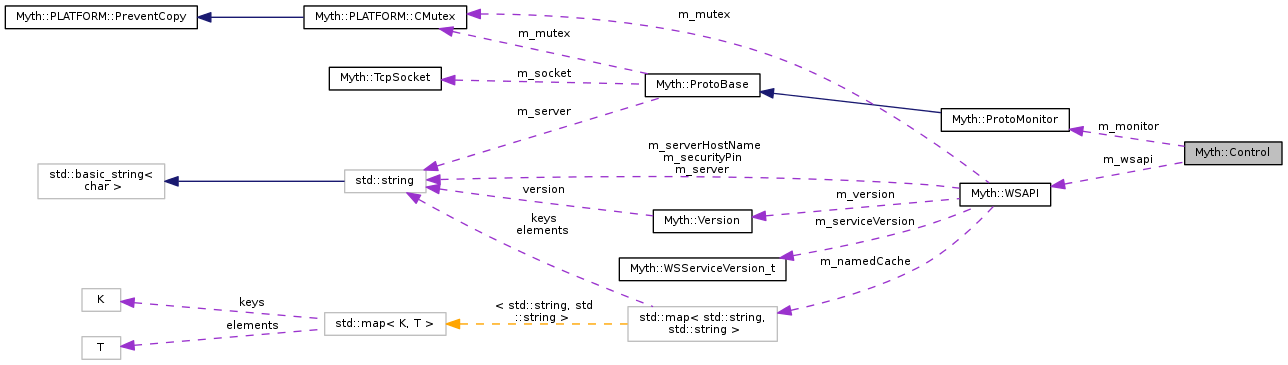 Myth::PLATFORM::PreventCopy
Myth::PLATFORM::CMutex
m_mutex
m_mutex
Myth::TcpSocket
m_socket
Myth::ProtoBase
m_server
Myth::ProtoMonitor
m_monitor
Myth::Control
m_serverHostName
m_securityPin
m_server
m_wsapi
std::basic_string<
char >
std::string
version
m_version
Myth::WSAPI
Myth::Version
keys
elements
m_serviceVersion
Myth::WSServiceVersion_t
m_namedCache
K
keys
< std::string, std
::string >
std::map< K, T >
std::map< std::string,
std::string >
elements
T